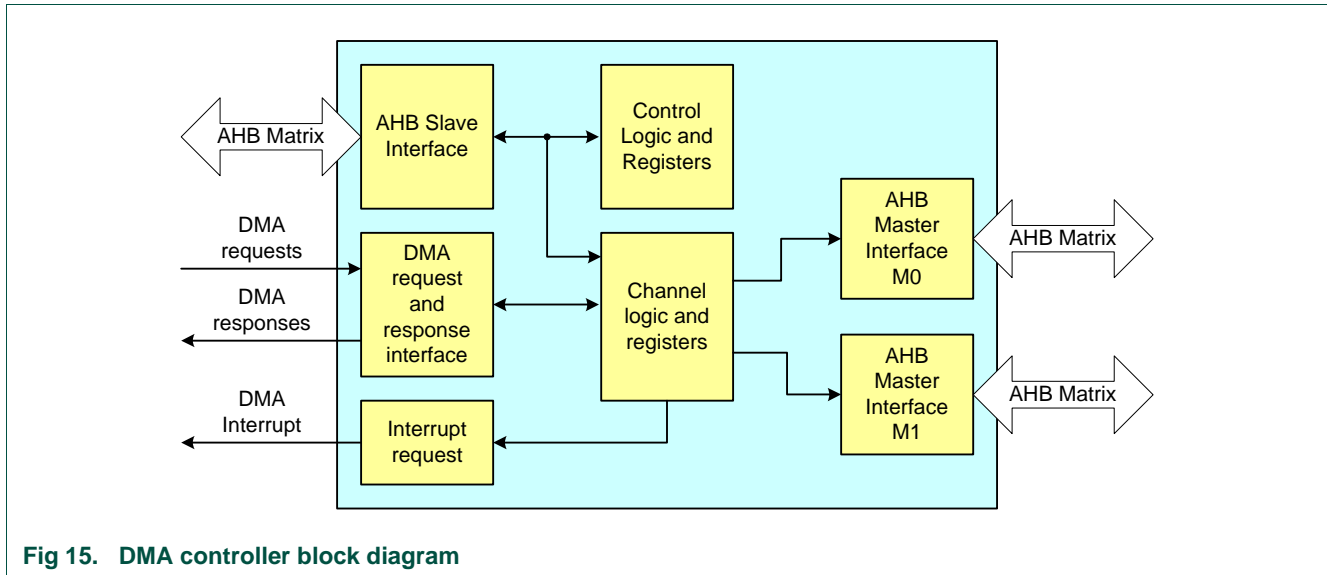 AHB Matrix
AHB Slave
Interface
Control
Logic and
Registers
DMA
requests
DMA
responses
DMA
request
and
response
interface
Channel
logic and
registers
AHB
Master
Interface
M0
AHB Matrix
AHB
Master
Interface
M1
AHB Matrix
DMA
Interrupt
Interrupt
request
Fig 15. DMA controller block diagram